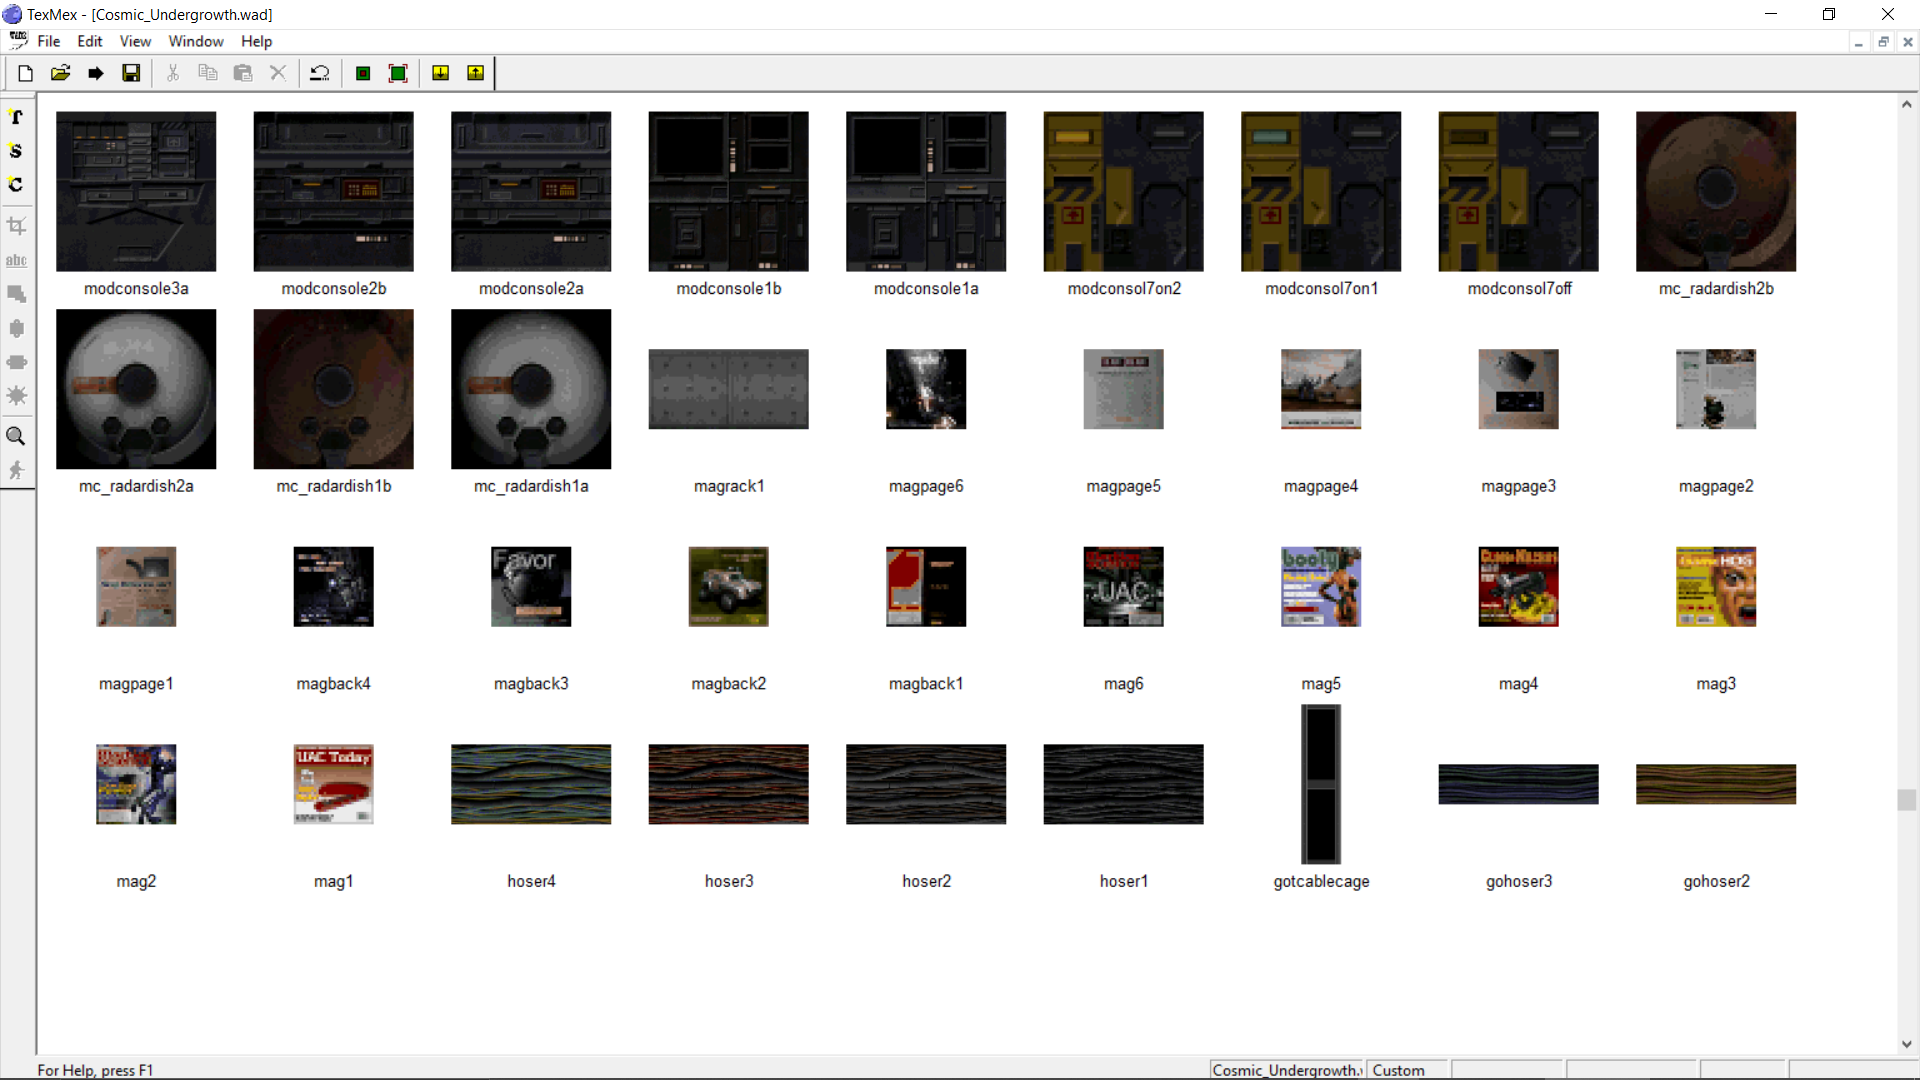 TexMex - [Cosmic_Undergrowth.wad]
File Edit View Window Help
T
S
C
abc
modconsole3a modconsole2b modconsole2a modconsole1b modconsole1a modconsol7on2 modconsol7on1 modconsol7off mc_radardish2b
mc_radardish2a mc_radardish1b mc_radardish1a magrack1 magpage6 magpage5 magpage4 magpage3 magpage2
Favor
UAC
booty
magpage1 magback4 magback3 magback2 magback1 mag6 mag5 mag4 mag3
UAC Today
mag2 mag1 hoser4 hoser3 hoser2 hoser1 gotcablecage gohoser3 gohoser2
For Help, press F1
Cosmic_Undergrowth. Custom